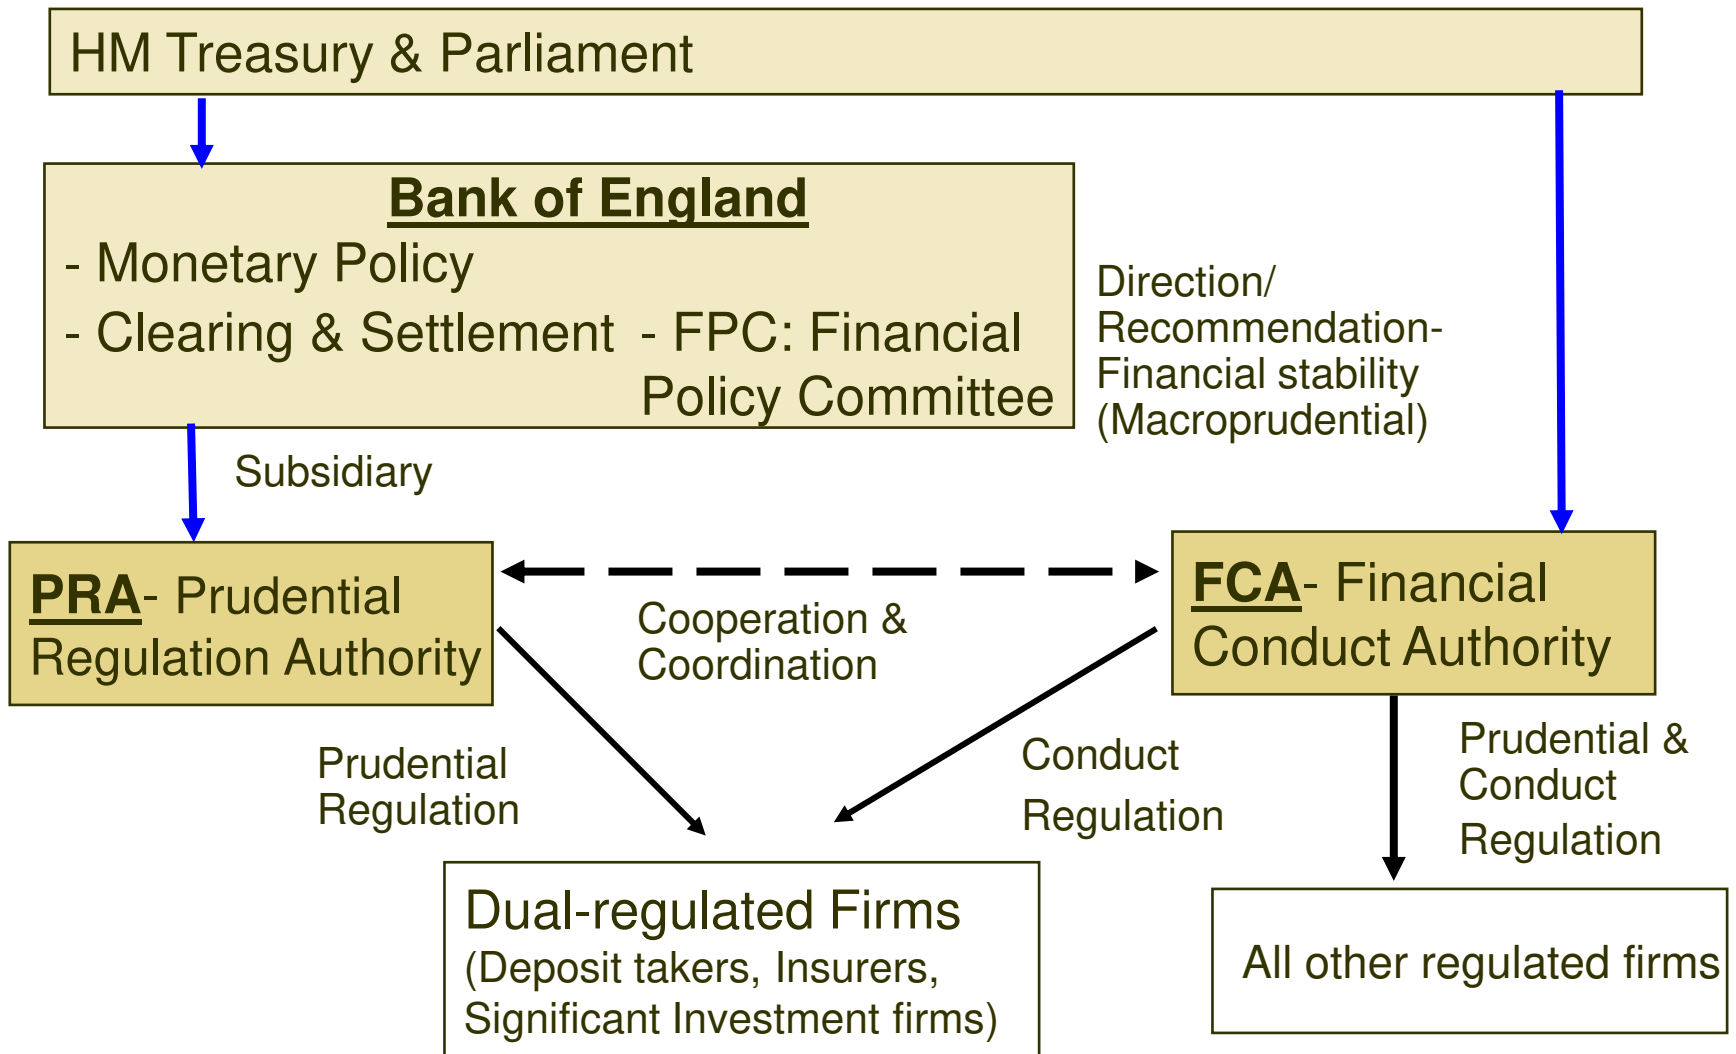 HM Treasury & Parliament
Bank of England
- Monetary Policy
- Clearing & Settlement - FPC: Financial
Policy Committee
Direction/
Recommendation-
Financial stability
(Macroprudential)
Subsidiary
PRA- Prudential
Regulation Authority
Cooperation &
Coordination
FCA- Financial
Conduct Authority
Prudential
Regulation
Conduct
Regulation
Prudential &
Conduct
Regulation
Dual-regulated Firms
(Deposit takers, Insurers,
Significant Investment firms)
All other regulated firms